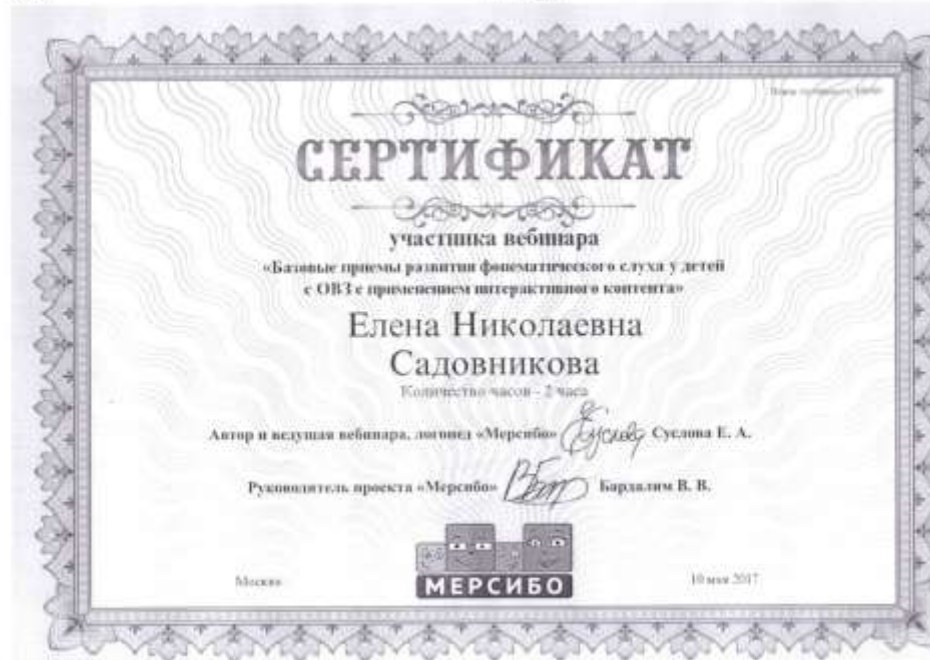 СЕРТИФИКАТ
участника вебинара
«Базовые приемы развития фонематического слуха у детей
с ОВЗ с применением интерактивного контента»
Елена Николаевна
Садовникова
Количество часов - 2 часа
Автор и ведущая вебинара, логопед «Мерсибо» Суслова Е. А.
Руководитель проекта «Мерсибо» Бардалим В. В.
МЕРСИБО
Москва
10 мая 2017